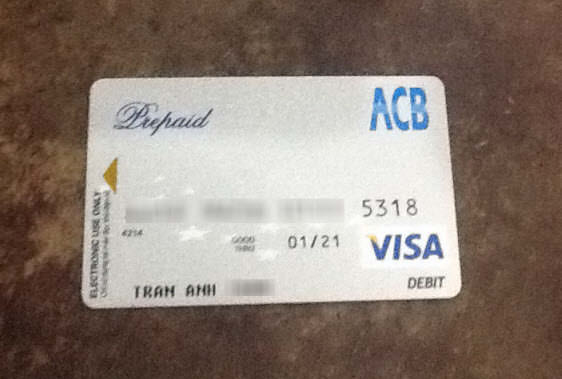 Prepaid
ACB
5318
4214
GOOD
THRU
01/21
VISA
TRAN ANH
DEBIT
ELECTRONIC USE ONLY